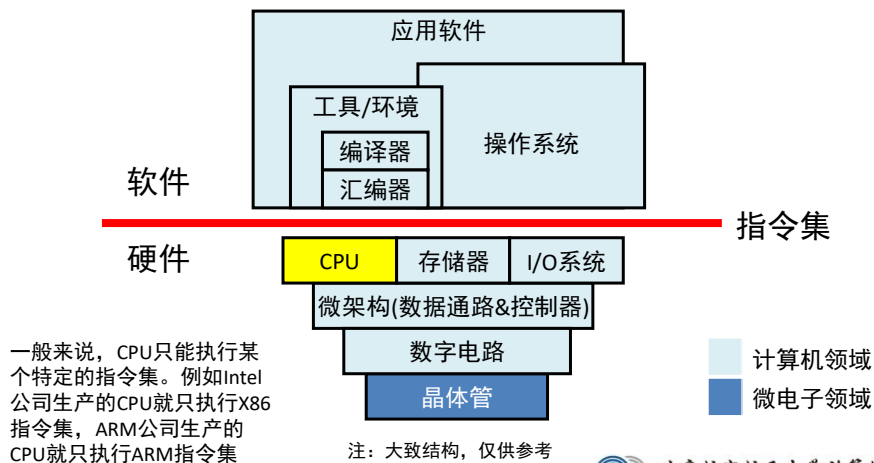 应用软件
工具/环境
操作系统
编译器
汇编器
软件
指令集
硬件
CPU
存储器
I/O系统
微架构(数据通路&控制器)
数字电路
晶体管
一般来说，CPU只能执行某
个特定的指令集。例如Intel
公司生产的CPU就只执行X86
指令集，ARM公司生产的
CPU就只执行ARM指令集
计算机领域
微电子领域
注：大致结构，仅供参考